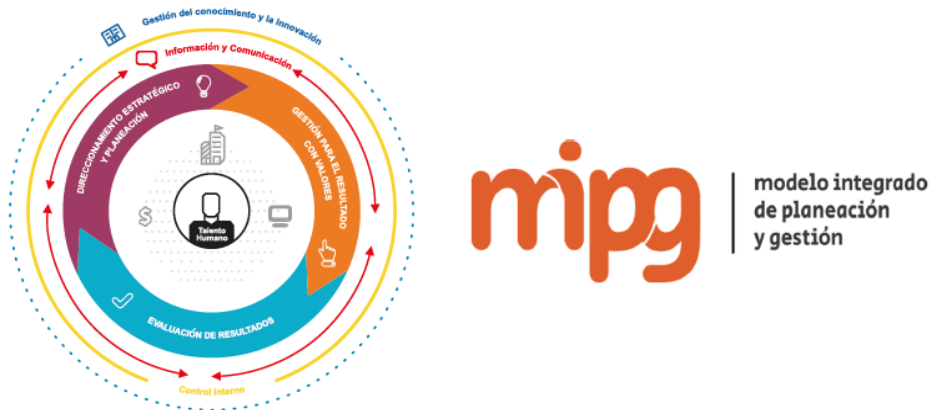 Gestión del conocimiento y la innovación
Información y Comunicación
DIRECCIONAMIENTO ESTRATÉGICO
Y PLANEACIÓN
GESTIÓN PARA EL RESULTADO
CON VALORES
$
Talento
Humano
EVALUACIÓN DE RESULTADOS
Control Interno
mipg
modelo integrado
de planeación
y gestión